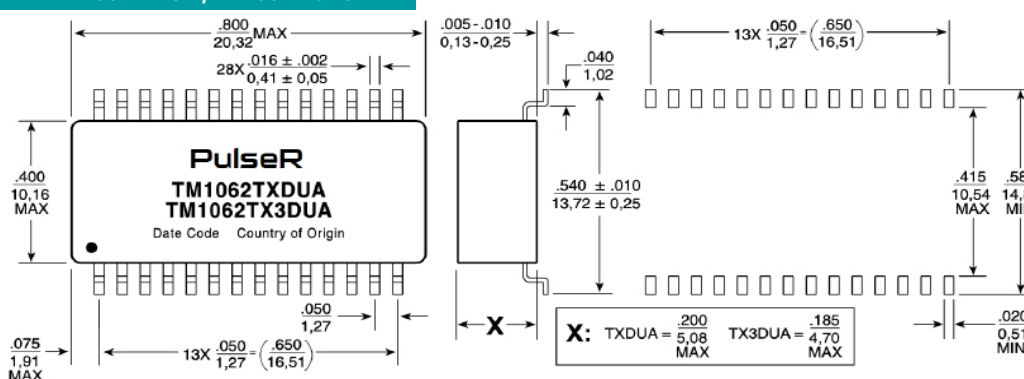 .800
20,32 MAX
28X .016 ± .002
0,41 ± 0,05
.005-.010
0,13-0,25
.040
1,02
13X .050 = (.650)
1,27 (16,51)
.400
10,16
MAX
PulseR
TM1062TXDUA
TM1062TX3DUA
Date Code Country of Origin
.540 ± .010
13,72 ± 0,25
.415
10,54
MAX
.050
1,27
.075
1,91
MAX
13X .050 = (.650)
1,27 (16,51)
X
X: TXDUA = .200
5,08
MAX
TX3DUA = .185
4,70
MAX
.020